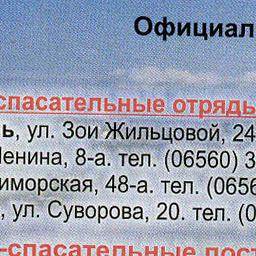 Официал
спасательные отряды
ь, ул. Зои Жильцовой, 24
Ленина, 8-а. тел. (06560) 3
иморская, 48-а. тел. (0656
, ул. Суворова, 20. тел. (0
-спасательные пост